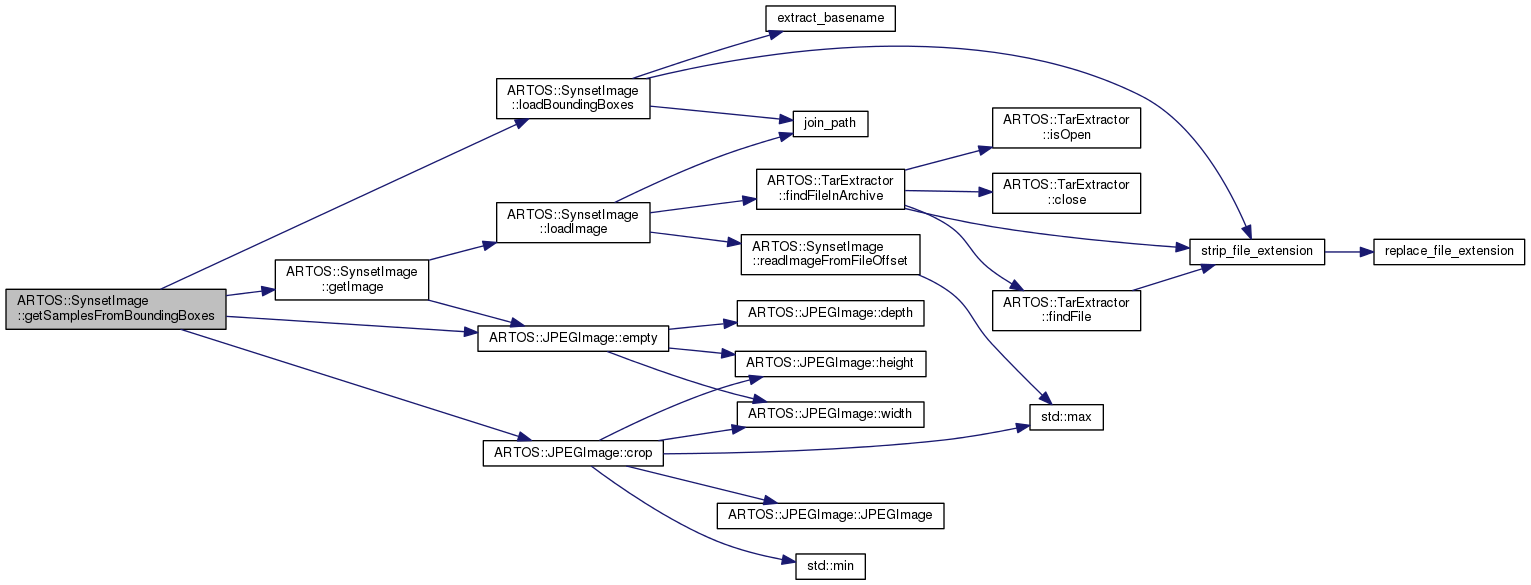 extract_basename
ARTOS::SynsetImage
::loadBoundingBoxes
join_path
ARTOS::TarExtractor
::isOpen
ARTOS::TarExtractor
::findFileInArchive
ARTOS::TarExtractor
::close
ARTOS::SynsetImage
::loadImage
ARTOS::SynsetImage
::readImageFromFileOffset
strip_file_extension
replace_file_extension
ARTOS::SynsetImage
::getImage
ARTOS::SynsetImage
::getSamplesFromBoundingBoxes
ARTOS::TarExtractor
::findFile
ARTOS::JPEGImage::depth
ARTOS::JPEGImage::empty
ARTOS::JPEGImage::height
ARTOS::JPEGImage::width
std::max
ARTOS::JPEGImage::crop
ARTOS::JPEGImage::JPEGImage
std::min